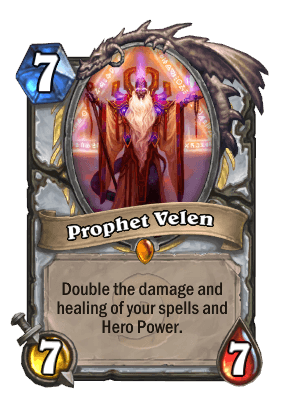 7
Prophet Velen
Double the damage and
healing of your spells and
Hero Power.
7
7